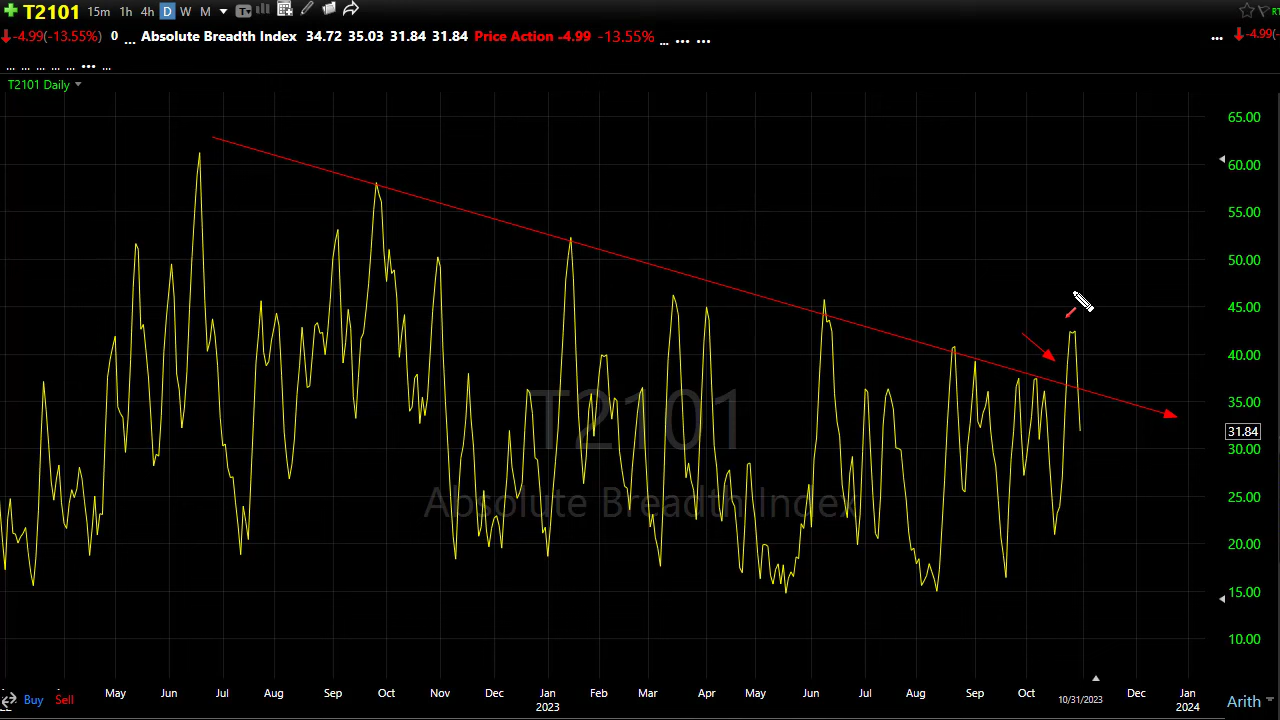 T2101 15m 1h 4h D W M T
-4.99(-13.55%) 0 ... Absolute Breadth Index 34.72 35.03 31.84 31.84 Price Action -4.99 -13.55% ... ... ... ... -4.99(-
... ... ... ... ... ... ...
T2101 Daily
65.00
60.00
55.00
50.00
45.00
40.00
35.00
31.84
30.00
25.00
20.00
15.00
10.00
T2101
Absolute Breadth Index
May Jun Jul Aug Sep Oct Nov Dec Jan Feb Mar Apr May Jun Jul Aug Sep Oct 10/31/2023 Dec Jan
2023 2024
Buy Sell Arith